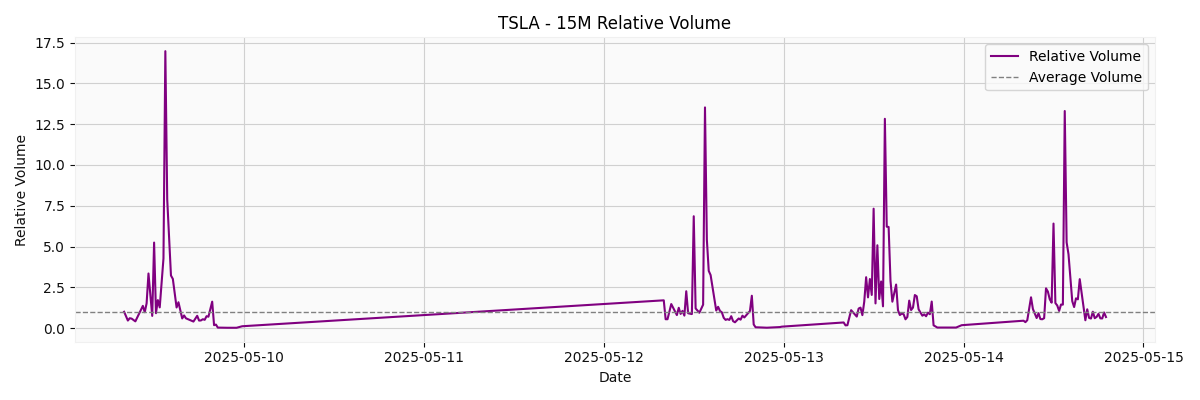 TSLA - 15M Relative Volume
Relative Volume
Average Volume
17.5
15.0
12.5
10.0
7.5
5.0
2.5
0.0
Relative Volume
2025-05-10
2025-05-11
2025-05-12
2025-05-13
2025-05-14
2025-05-15
Date